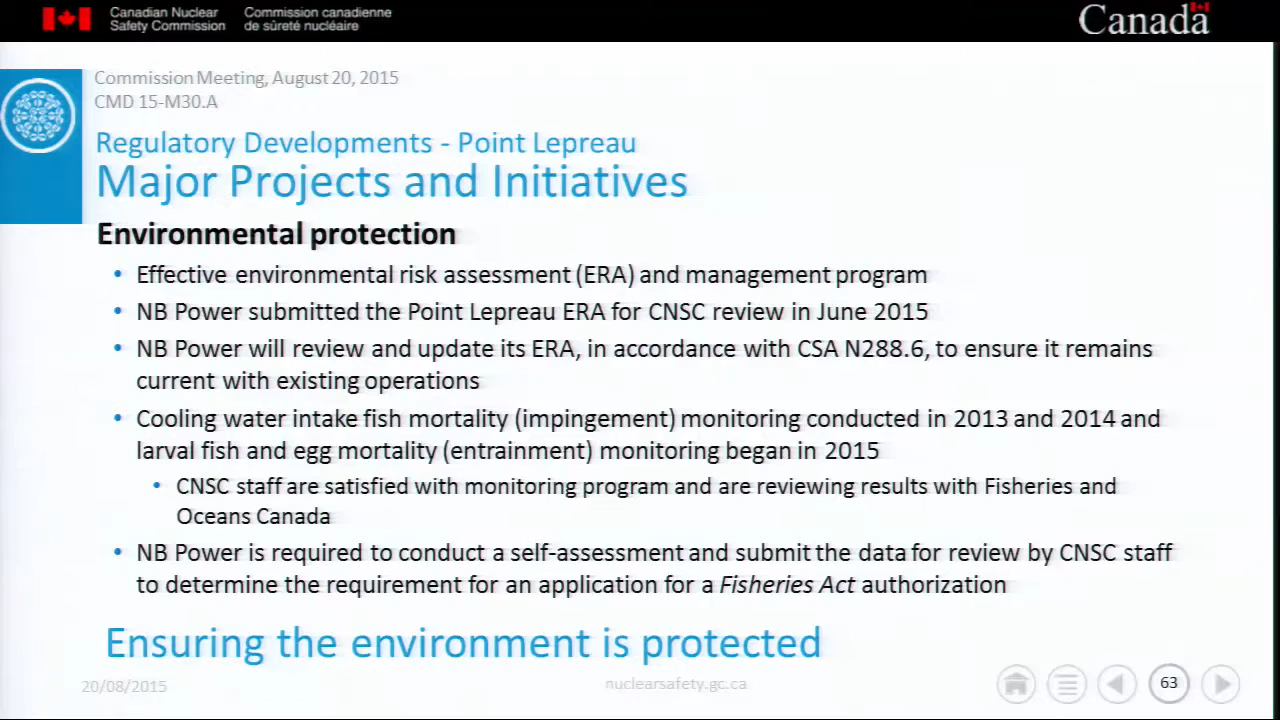 Canadian Nuclear Safety Commission
Commission canadienne de sûreté nucléaire
Canada
Commission Meeting, August 20, 2015
CMD 15-M30.A
Regulatory Developments - Point Lepreau
Major Projects and Initiatives
Environmental protection
• Effective environmental risk assessment (ERA) and management program
• NB Power submitted the Point Lepreau ERA for CNSC review in June 2015
• NB Power will review and update its ERA, in accordance with CSA N288.6, to ensure it remains
current with existing operations
• Cooling water intake fish mortality (impingement) monitoring conducted in 2013 and 2014 and
larval fish and egg mortality (entrainment) monitoring began in 2015
• CNSC staff are satisfied with monitoring program and are reviewing results with Fisheries and
Oceans Canada
• NB Power is required to conduct a self-assessment and submit the data for review by CNSC staff
to determine the requirement for an application for a Fisheries Act authorization
Ensuring the environment is protected
20/08/2015
nuclearsafety.gc.ca
63